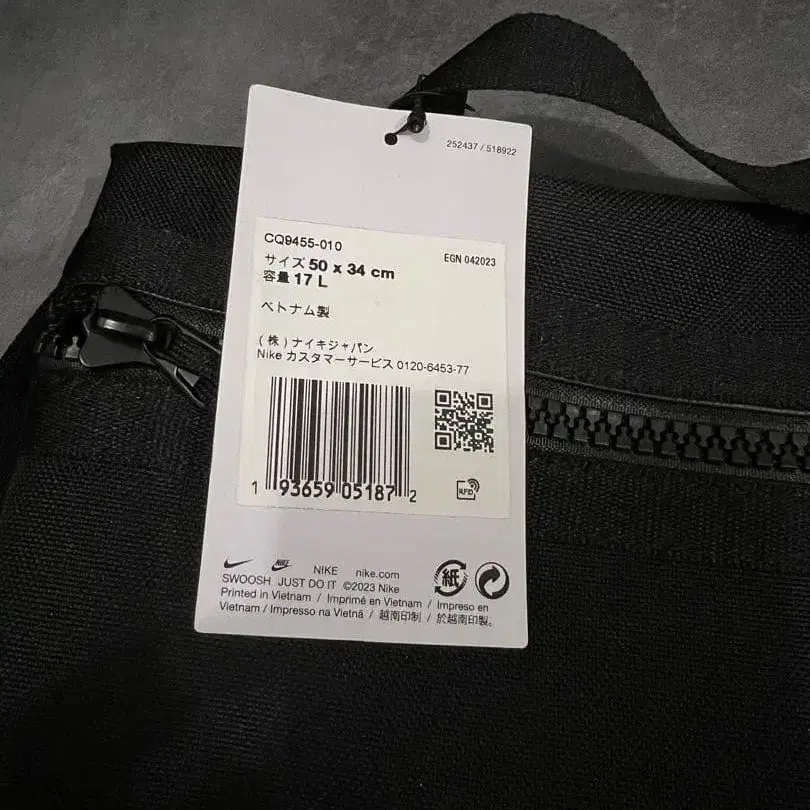 252437 / 518922
CQ9455-010
EGN 042023
サイズ 50 x 34 cm
容量 17 L
ベトナム製
(株)ナイキジャパン
Nike カスタマーサービス 0120-6453-77
1 93659 05187 2
RFID
NIKE
NIKE nike.com
紙
SWOOSH JUST DO IT ©2023 Nike
Printed in Vietnam / Imprimé en Vietnam / Impreso en
Vietnam / Impresso na Vietnã / 越南印制 / 於越南印製。